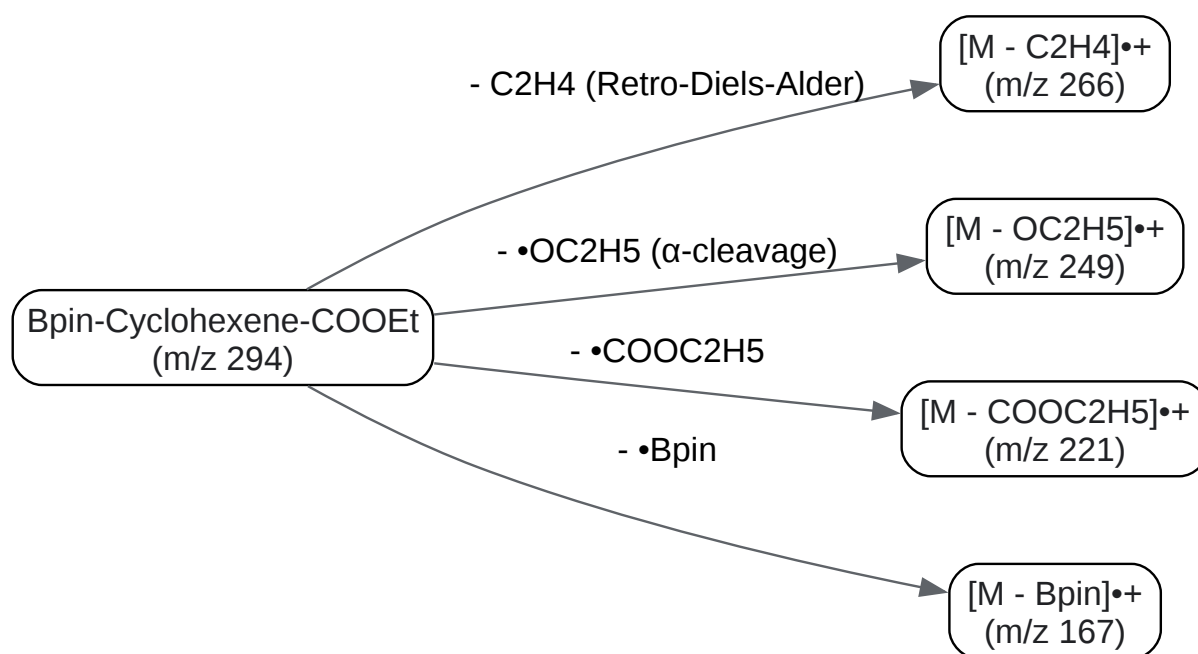 [M - C2H4]•+
(m/z 266)
- C2H4 (Retro-Diels-Alder)
[M - OC2H5]•+
(m/z 249)
- •OC2H5 (α-cleavage)
Bpin-Cyclohexene-COOEt
(m/z 294)
- •COOC2H5
[M - COOC2H5]•+
(m/z 221)
- •Bpin
[M - Bpin]•+
(m/z 167)